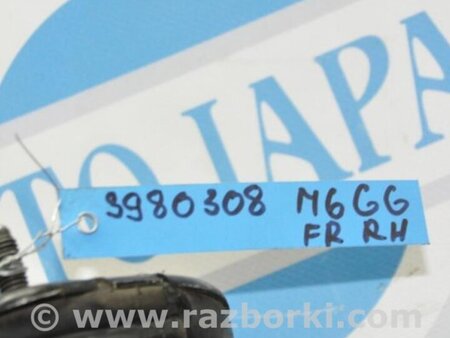 TO JAPA
3980308 M6GG
FR RH
www.razborki.com